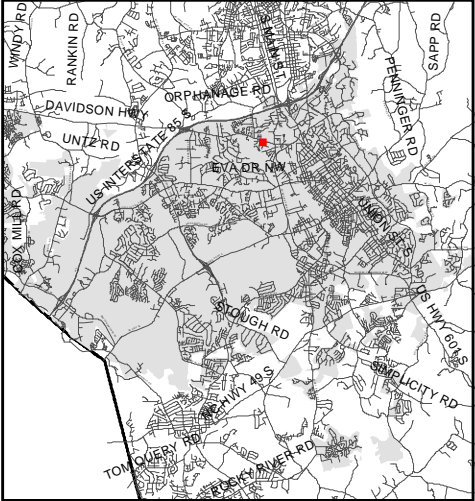 WINDY RD
RANKIN RD
S MAIN ST
SAPP RD
PENNINGER RD
ORPHANAGE RD
DAVIDSON HWY
UNTZ RD
US INTERSTATE 85 S
EVA DR NW
COX MILL RD
UNION ST S
SLOUGH RD
US HWY 601 S
NC HWY 49 S
SIMPLICITY RD
TOM QUERY RD
ROCKY RIVER RD